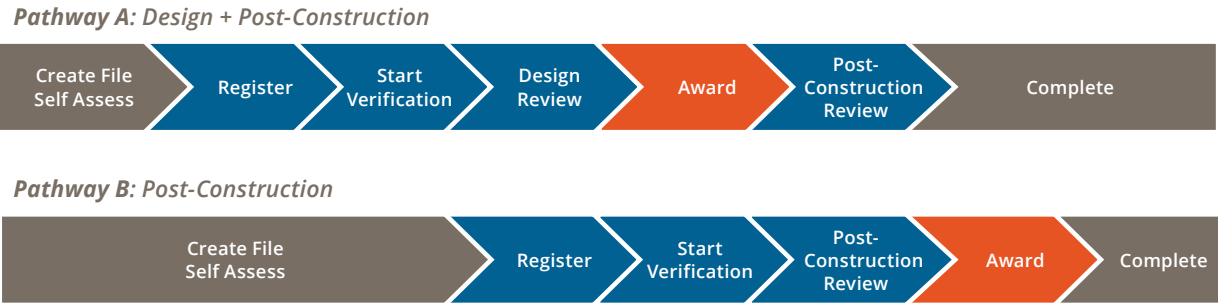 Pathway A: Design + Post-Construction
Create File
Self Assess
Register
Start
Verification
Design
Review
Award
Post-
Construction
Review
Complete
Pathway B: Post-Construction
Create File
Self Assess
Register
Start
Verification
Post-
Construction
Review
Award
Complete